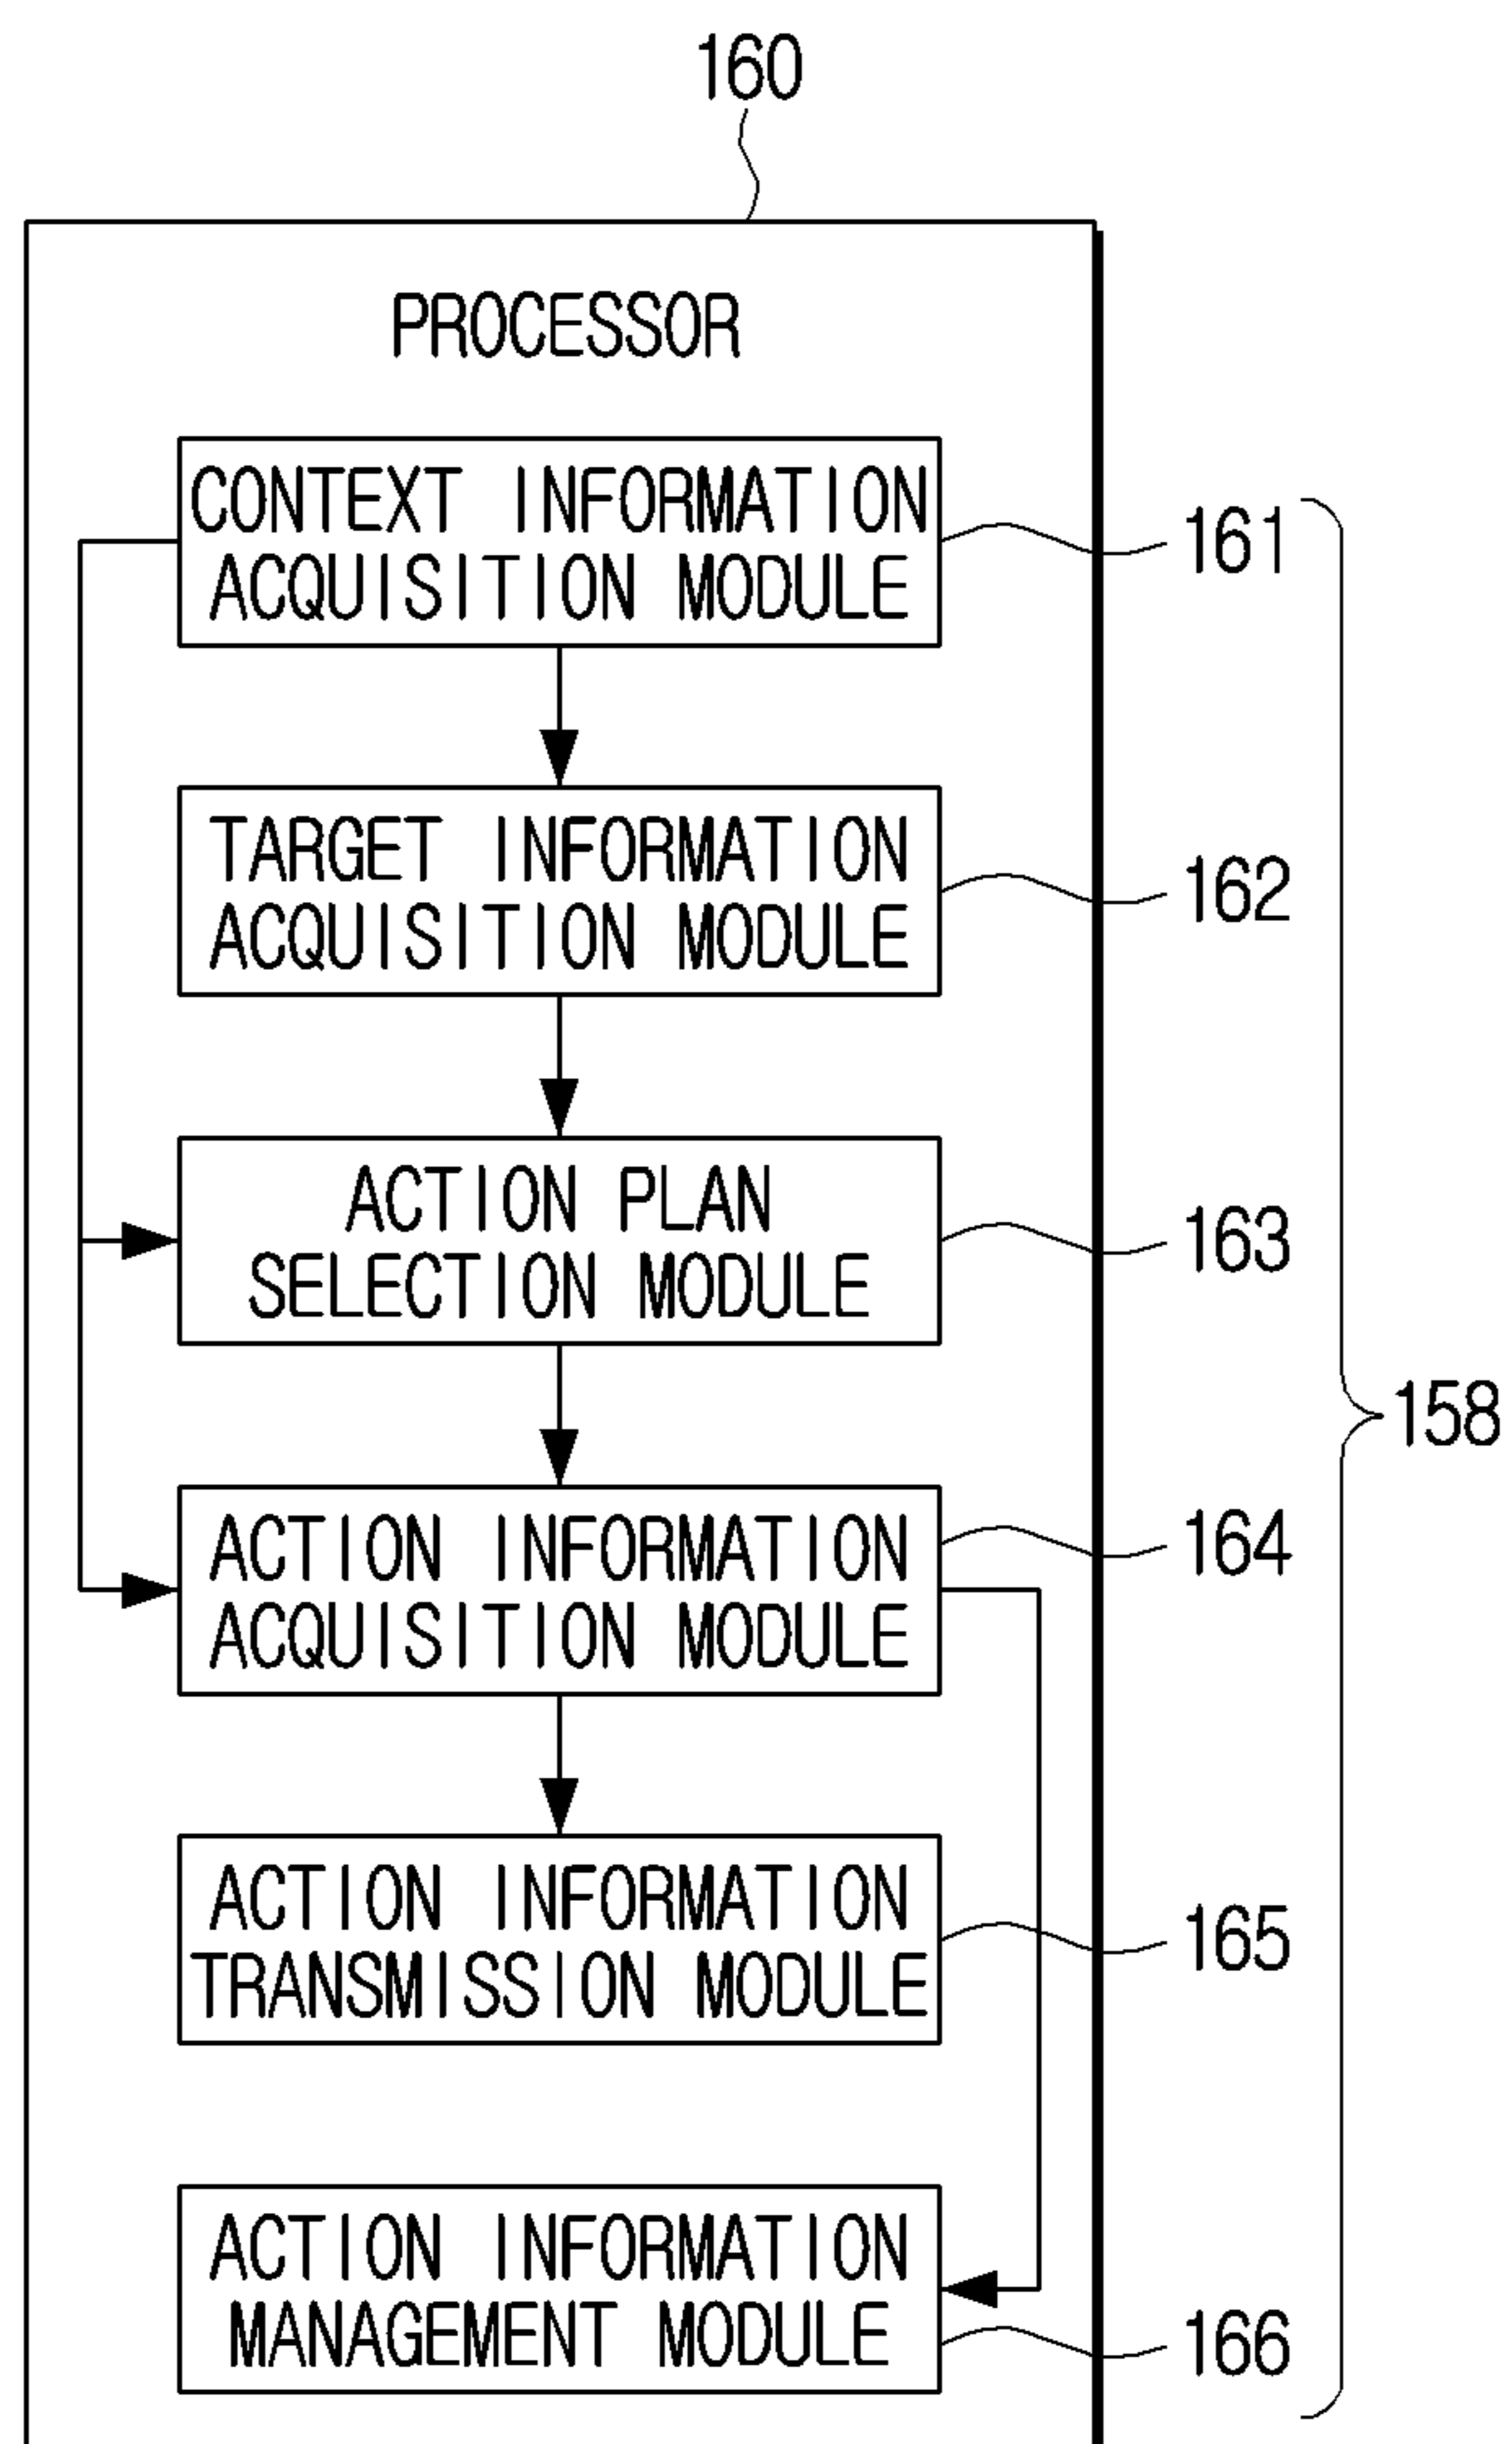 160
PROCESSOR
CONTEXT INFORMATION
ACQUISITION MODULE
161
TARGET INFORMATION
ACQUISITION MODULE
162
ACTION PLAN
SELECTION MODULE
163
158
ACTION INFORMATION
ACQUISITION MODULE
164
ACTION INFORMATION
TRANSMISSION MODULE
165
ACTION INFORMATION
MANAGEMENT MODULE
166